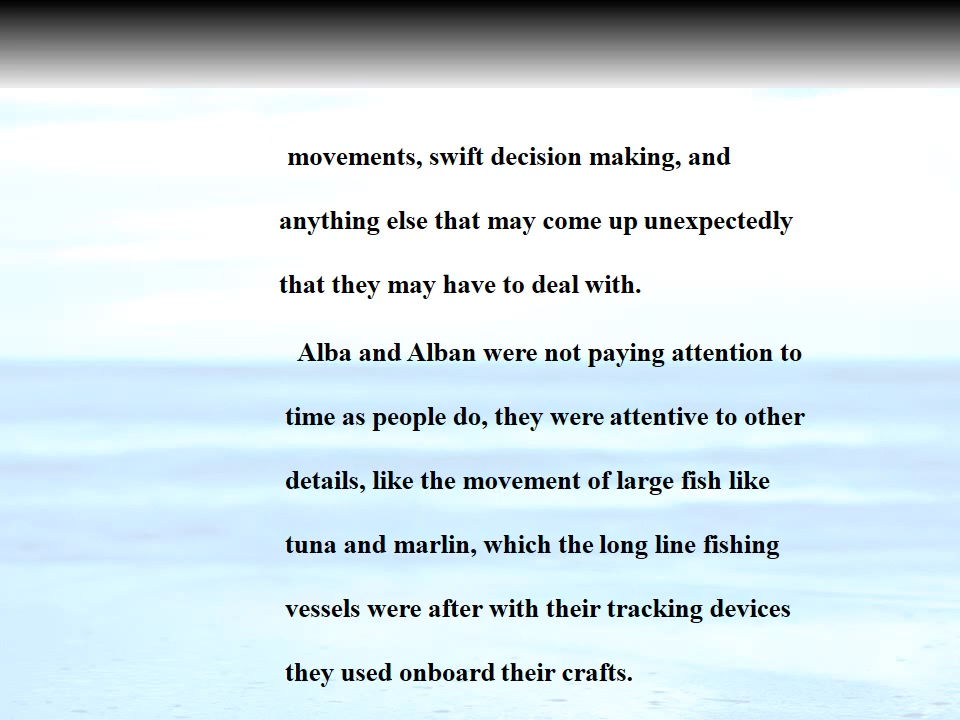 movements, swift decision making, and
anything else that may come up unexpectedly
that they may have to deal with.
Alba and Alban were not paying attention to
time as people do, they were attentive to other
details, like the movement of large fish like
tuna and marlin, which the long line fishing
vessels were after with their tracking devices
they used onboard their crafts.